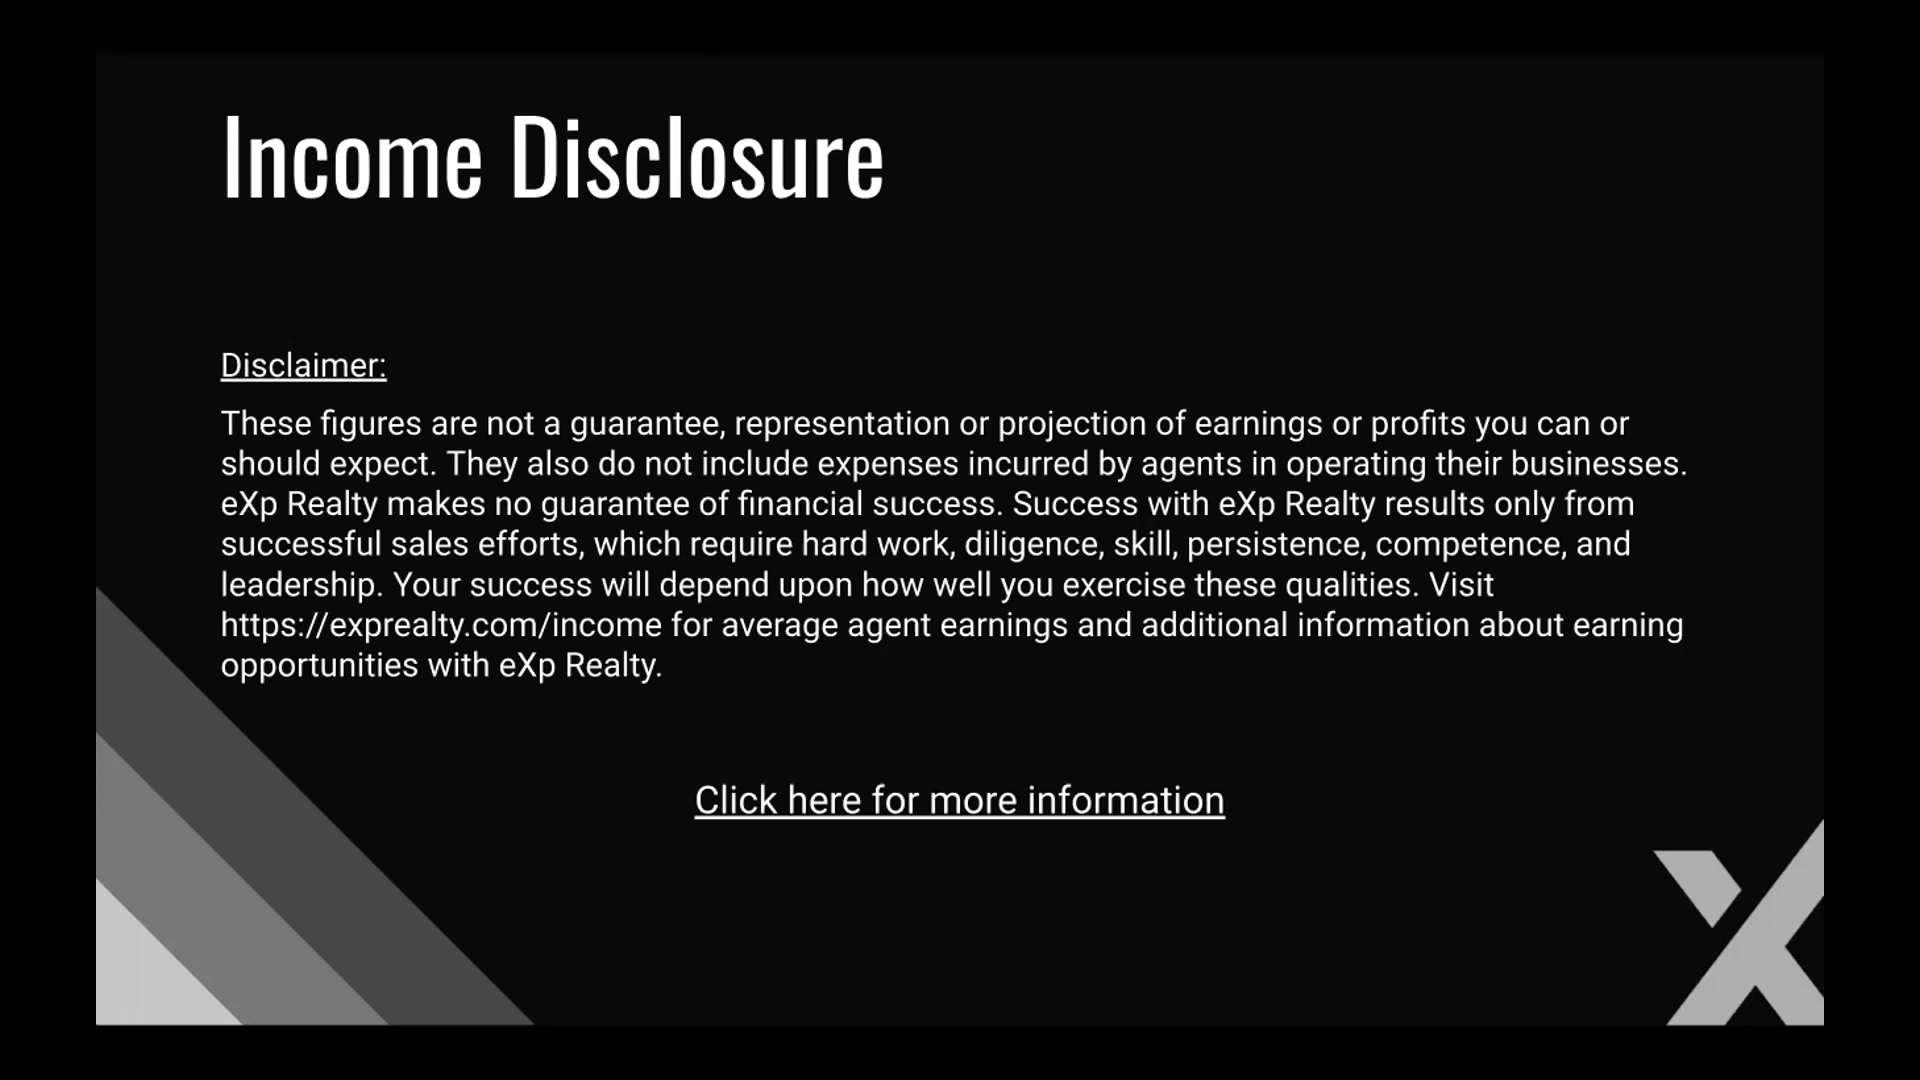 Income Disclosure
Disclaimer:
These figures are not a guarantee, representation or projection of earnings or profits you can or
should expect. They also do not include expenses incurred by agents in operating their businesses.
eXp Realty makes no guarantee of financial success. Success with eXp Realty results only from
successful sales efforts, which require hard work, diligence, skill, persistence, competence, and
leadership. Your success will depend upon how well you exercise these qualities. Visit
https://exprealty.com/income for average agent earnings and additional information about earning
opportunities with eXp Realty.
Click here for more information
X